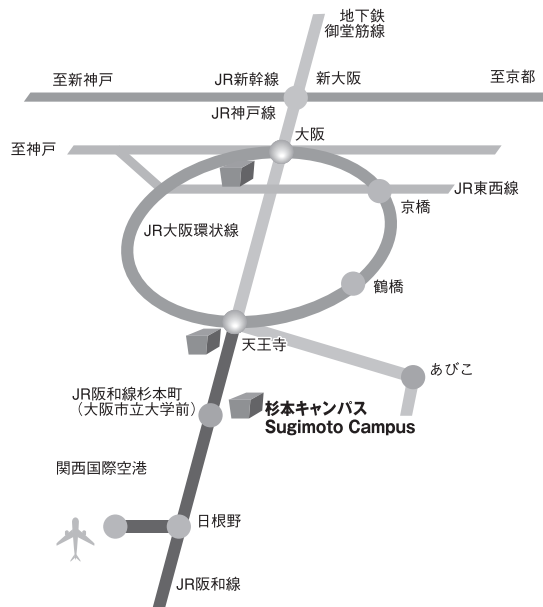 地下鉄
御堂筋線
至新神戸
JR新幹線
新大阪
至京都
JR神戸線
大阪
至神戸
JR東西線
京橋
JR大阪環状線
鶴橋
天王寺
あびこ
JR阪和線杉本町
（大阪市立大学前）
杉本キャンパス
Sugimoto Campus
関西国際空港
日根野
JR阪和線